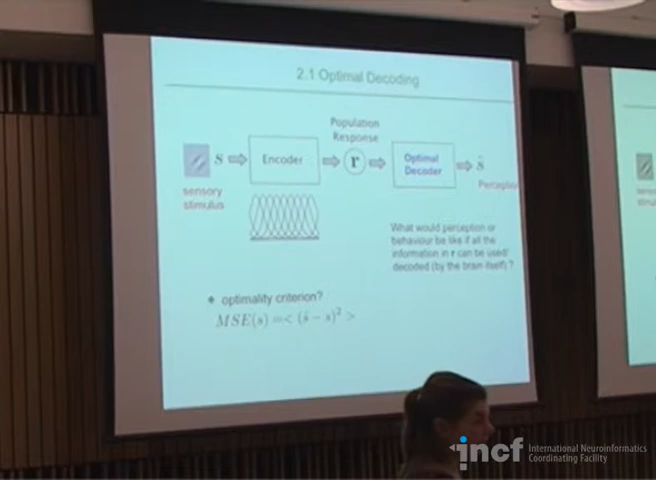 2.1 Optimal Decoding
Population
Response
s ⇒ Encoder ⇒ r ⇒ Optimal
Decoder ⇒ ŝ
sensory
stimulus
Perception
What would perception or
behaviour be like if all the
information in r can be used/
decoded (by the brain itself) ?
optimality criterion?
MSE(s) =< (ŝ − s)² >
incf
International Neuroinformatics
Coordinating Facility